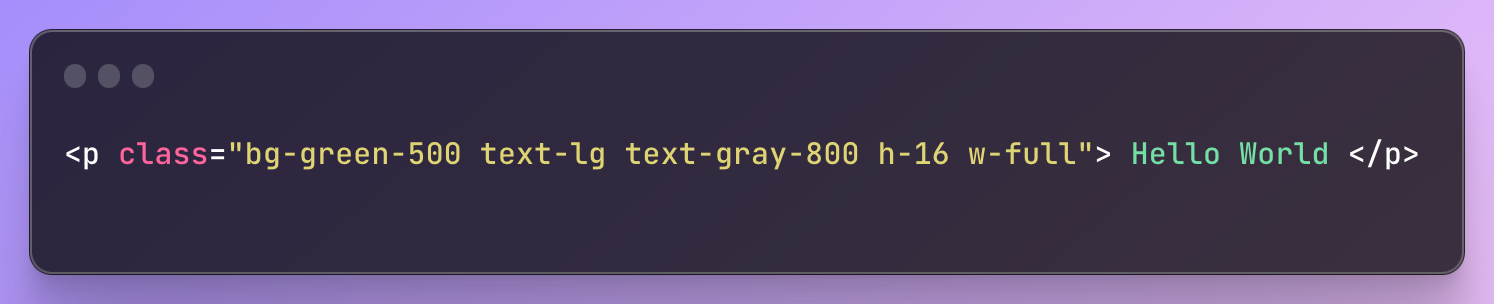 <p class="bg-green-500 text-lg text-gray-800 h-16 w-full"> Hello World </p>